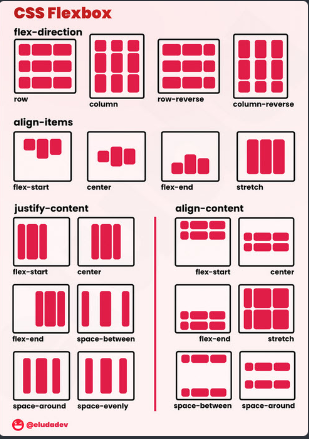 CSS Flexbox
flex-direction
row
column
row-reverse
column-reverse
align-items
flex-start
center
flex-end
stretch
justify-content
flex-start
center
flex-end
space-between
space-around
space-evenly
align-content
flex-start
center
flex-end
stretch
space-between
space-around
@eludadev